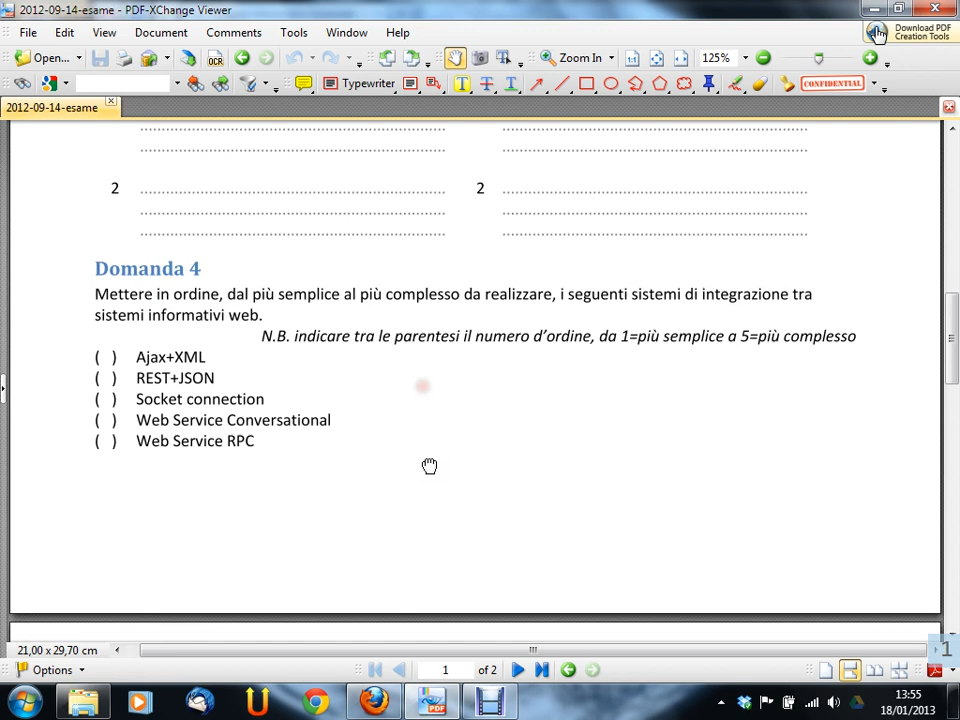 2012-09-14-esame - PDF-XChange Viewer
File Edit View Document Comments Tools Window Help
Download PDF
Creation Tools
Open... OCR Zoom In 1:1 125%
Typewriter T T T CONFIDENTIAL
2012-09-14-esame
2 2
Domanda 4
Mettere in ordine, dal più semplice al più complesso da realizzare, i seguenti sistemi di integrazione tra
sistemi informativi web.
N.B. indicare tra le parentesi il numero d’ordine, da 1=più semplice a 5=più complesso
( ) Ajax+XML
( ) REST+JSON
( ) Socket connection
( ) Web Service Conversational
( ) Web Service RPC
21,00 x 29,70 cm
1
Options 1 of 2
PDF
13:55
18/01/2013